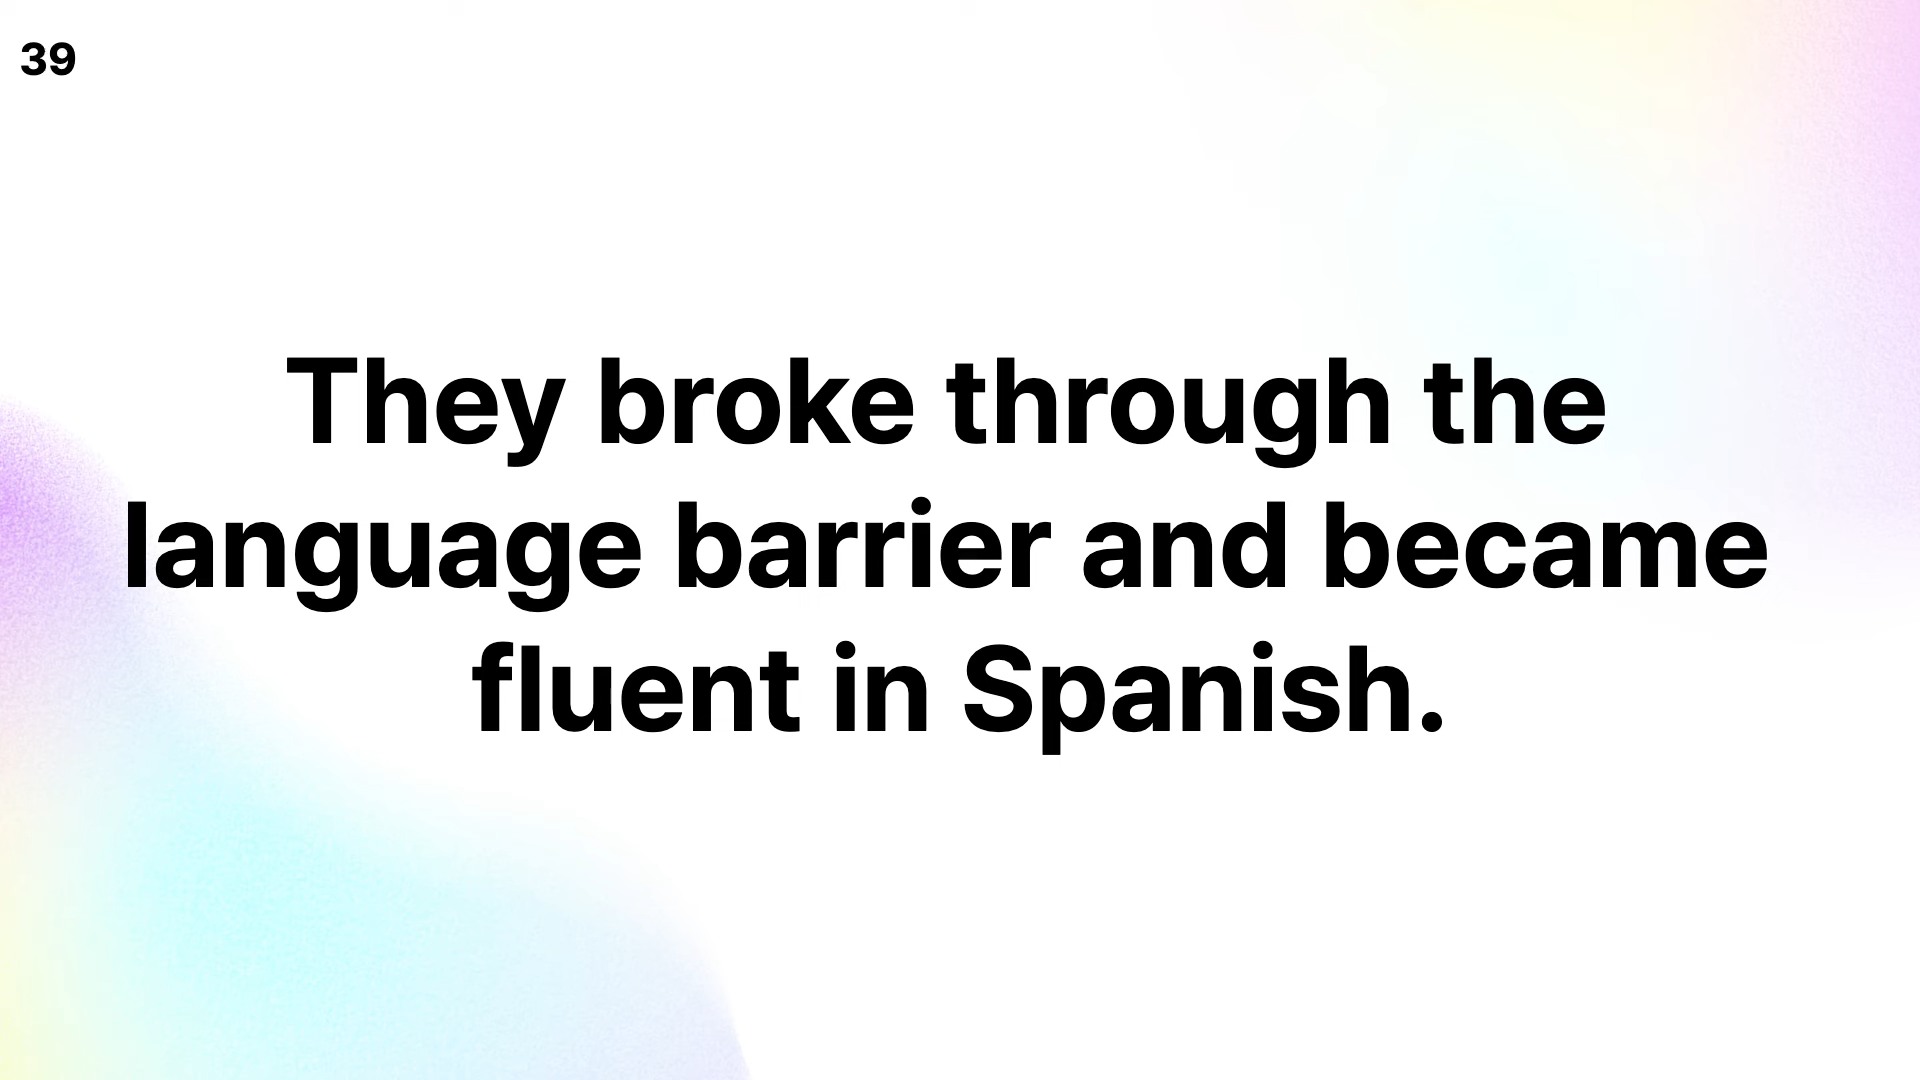 39
They broke through the
language barrier and became
fluent in Spanish.